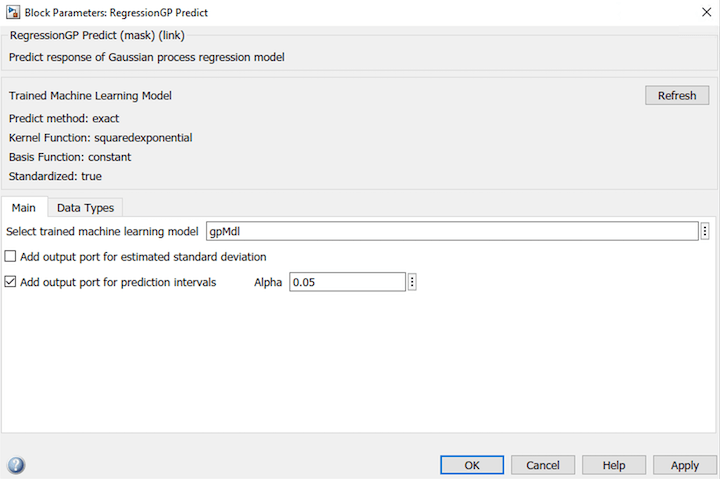 Block Parameters: RegressionGP Predict
RegressionGP Predict (mask) (link)
Predict response of Gaussian process regression model
Trained Machine Learning Model
Refresh
Predict method: exact
Kernel Function: squaredexponential
Basis Function: constant
Standardized: true
Main Data Types
Select trained machine learning model gpMdl
Add output port for estimated standard deviation
Add output port for prediction intervals Alpha 0.05
OK Cancel Help Apply